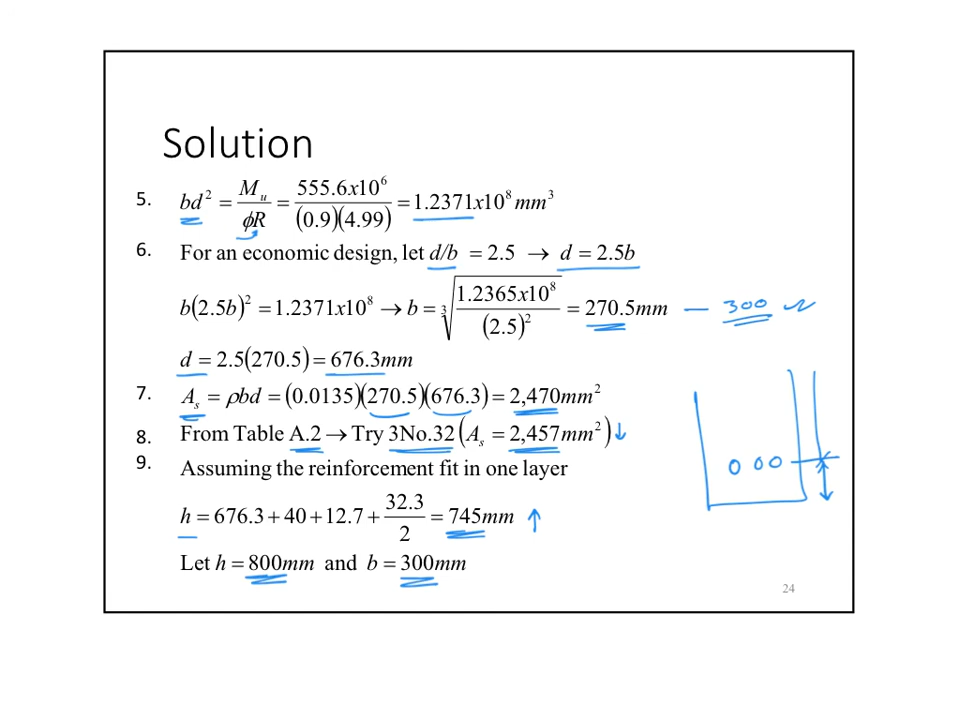 Solution
5. bd² = M_u / ϕR = 555.6x10⁶ / (0.9)(4.99) = 1.2371x10⁸ mm³
6. For an economic design, let d/b = 2.5 → d = 2.5b
b(2.5b)² = 1.2371x10⁸ → b = ³√(1.2365x10⁸ / (2.5)²) = 270.5mm — 300
d = 2.5(270.5) = 676.3mm
7. A_s = ρbd = (0.0135)(270.5)(676.3) = 2,470mm²
8. From Table A.2 → Try 3No.32 (A_s = 2,457mm²) ↓
9. Assuming the reinforcement fit in one layer
h = 676.3 + 40 + 12.7 + 32.3 / 2 = 745mm ↑
Let h = 800mm and b = 300mm
24